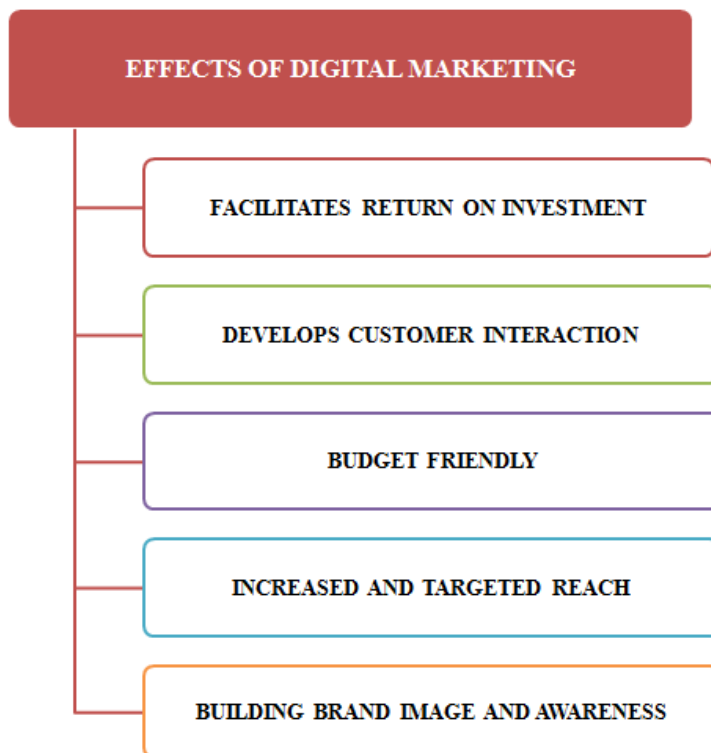 EFFECTS OF DIGITAL MARKETING
FACILITATES RETURN ON INVESTMENT
DEVELOPS CUSTOMER INTERACTION
BUDGET FRIENDLY
INCREASED AND TARGETED REACH
BUILDING BRAND IMAGE AND AWARENESS